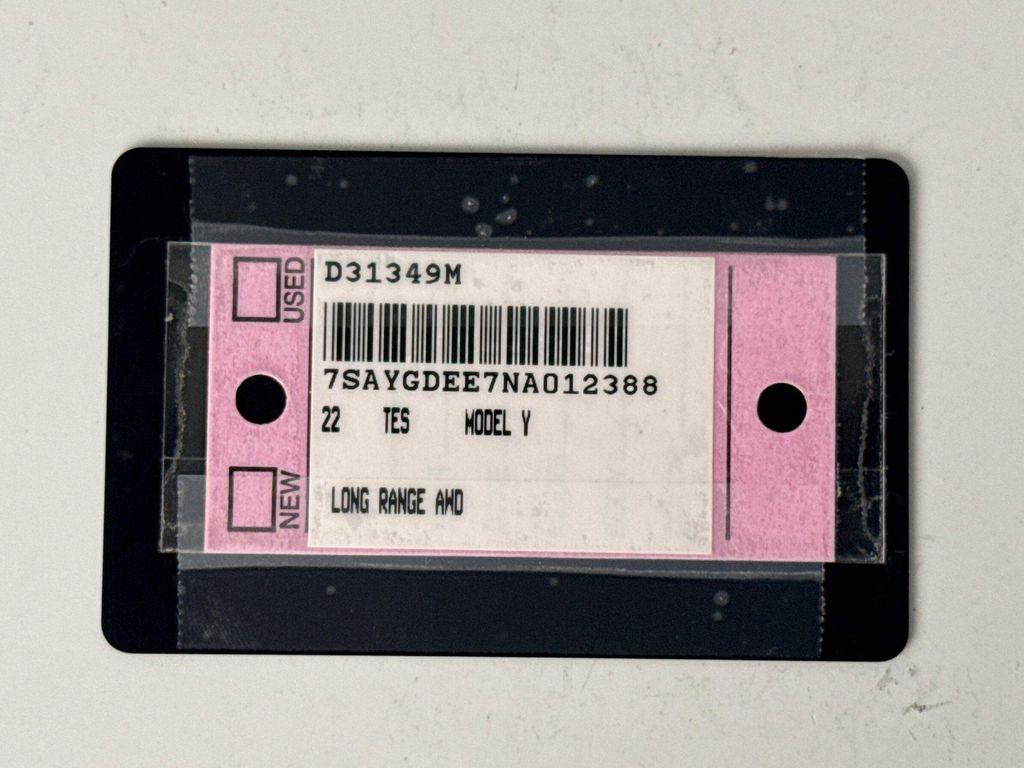 USED
D31349M
7SAYGDEE7NA012388
22 TES MODEL Y
NEW
LONG RANGE AWD